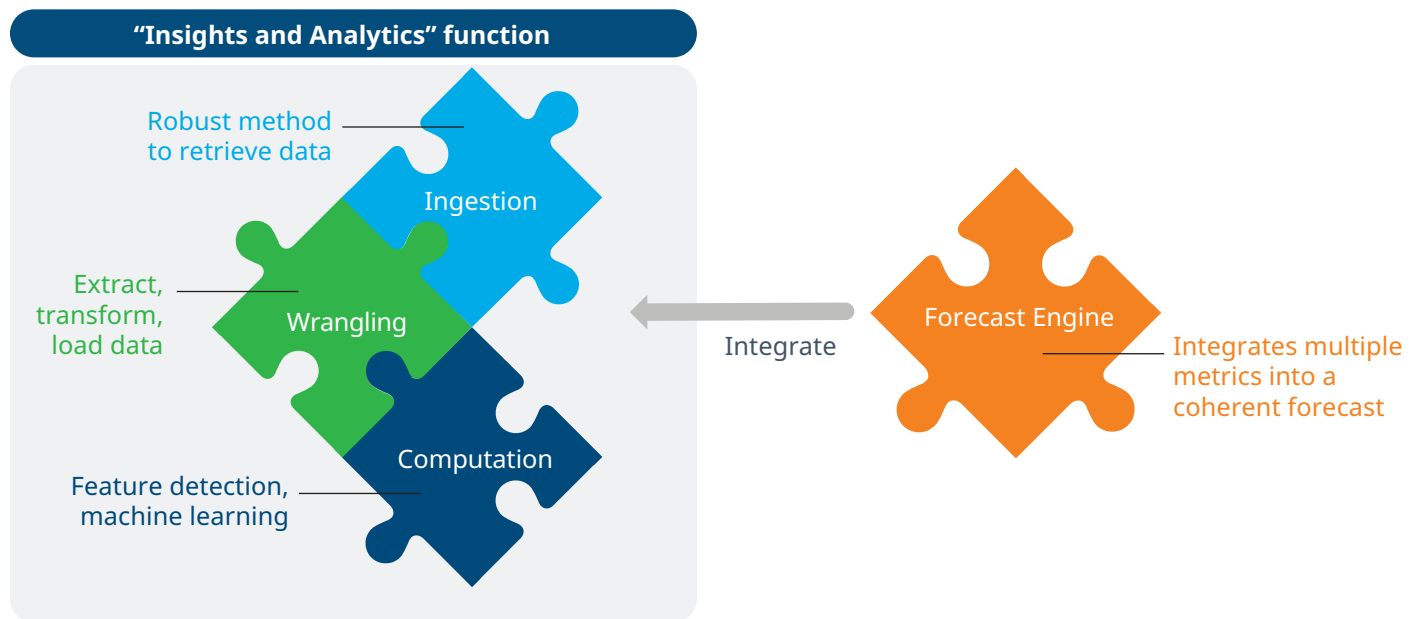 “Insights and Analytics” function
Robust method
to retrieve data
Ingestion
Extract,
transform,
load data
Wrangling
Computation
Feature detection,
machine learning
Integrate
Forecast Engine
Integrates multiple
metrics into a
coherent forecast